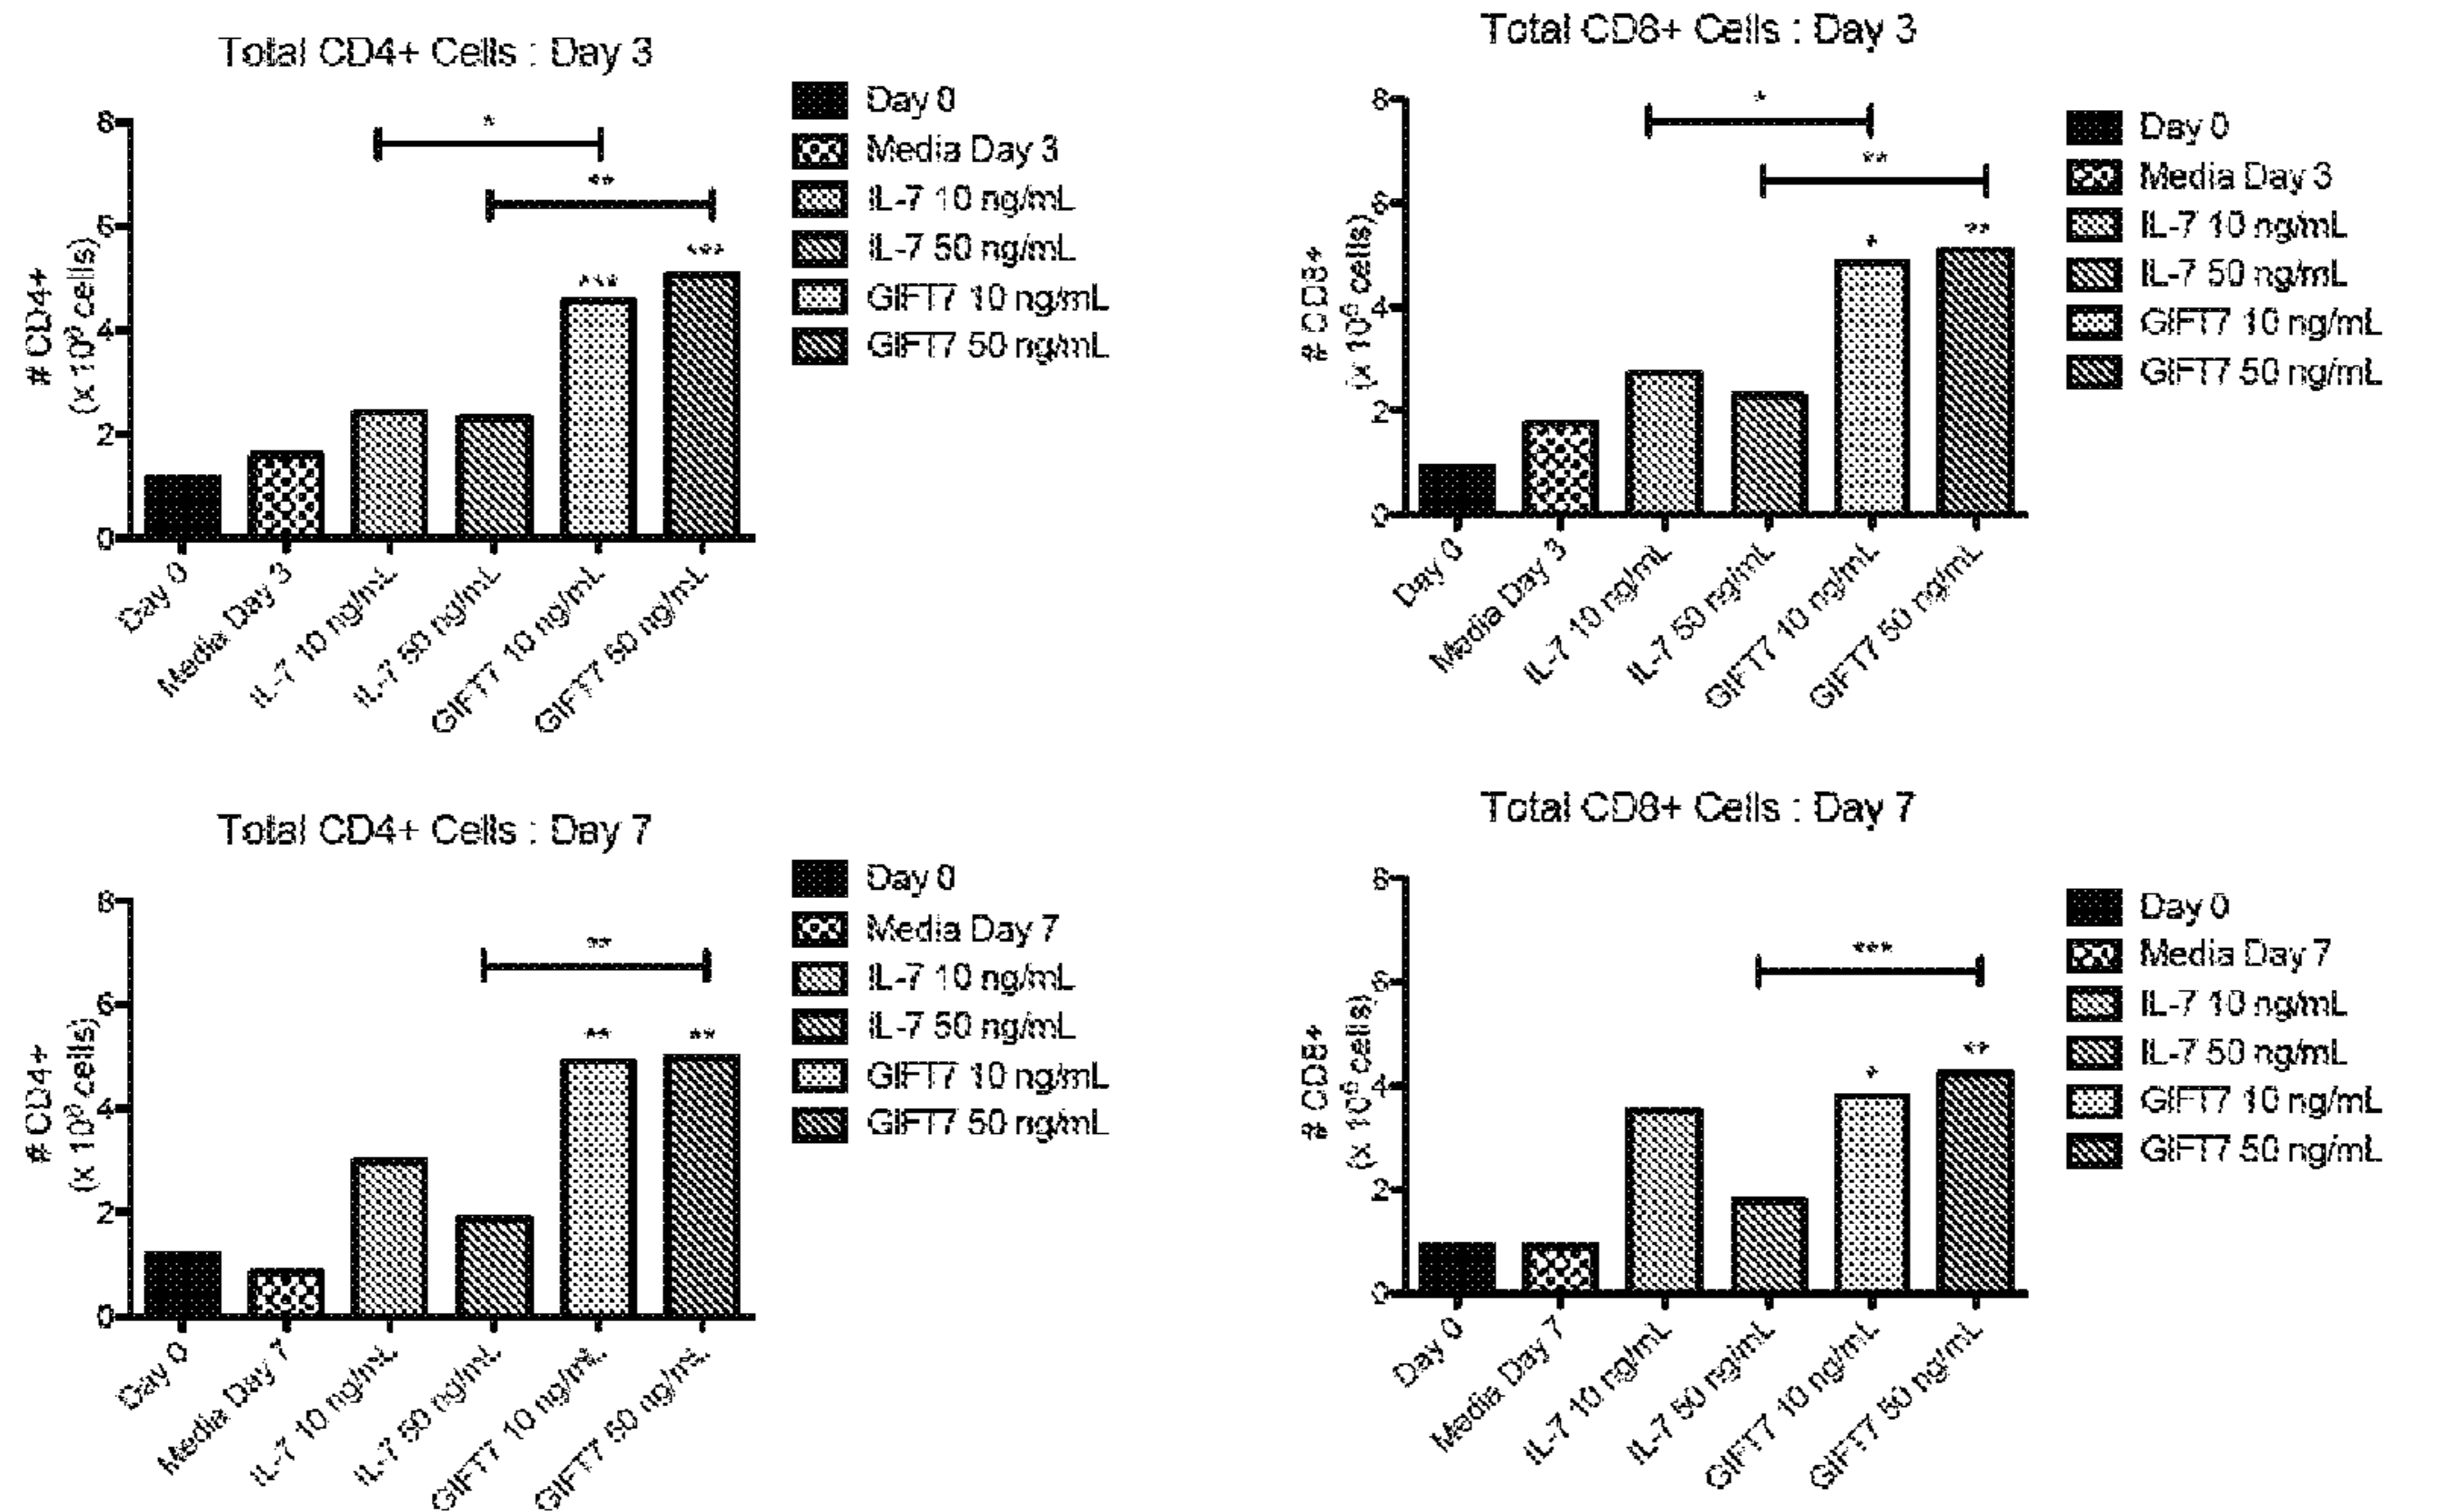 Total CD4+ Cells : Day 3
# CD4+
(x 10⁶ cells)
8
6
4
2
0
*
**
***
***
Day 0
Media Day 3
IL-7 10 ng/mL
IL-7 50 ng/mL
GIFT7 10 ng/mL
GIFT7 50 ng/mL
Day 0
Media Day 3
IL-7 10 ng/mL
IL-7 50 ng/mL
GIFT7 10 ng/mL
GIFT7 50 ng/mL
Total CD8+ Cells : Day 3
# CD8+
(x 10⁶ cells)
8
6
4
2
0
*
**
*
**
Day 0
Media Day 3
IL-7 10 ng/mL
IL-7 50 ng/mL
GIFT7 10 ng/mL
GIFT7 50 ng/mL
Day 0
Media Day 3
IL-7 10 ng/mL
IL-7 50 ng/mL
GIFT7 10 ng/mL
GIFT7 50 ng/mL
Total CD4+ Cells : Day 7
# CD4+
(x 10⁶ cells)
8
6
4
2
0
**
**
**
Day 0
Media Day 7
IL-7 10 ng/mL
IL-7 50 ng/mL
GIFT7 10 ng/mL
GIFT7 50 ng/mL
Day 0
Media Day 7
IL-7 10 ng/mL
IL-7 50 ng/mL
GIFT7 10 ng/mL
GIFT7 50 ng/mL
Total CD8+ Cells : Day 7
# CD8+
(x 10⁶ cells)
8
6
4
2
0
***
*
**
Day 0
Media Day 7
IL-7 10 ng/mL
IL-7 50 ng/mL
GIFT7 10 ng/mL
GIFT7 50 ng/mL
Day 0
Media Day 7
IL-7 10 ng/mL
IL-7 50 ng/mL
GIFT7 10 ng/mL
GIFT7 50 ng/mL